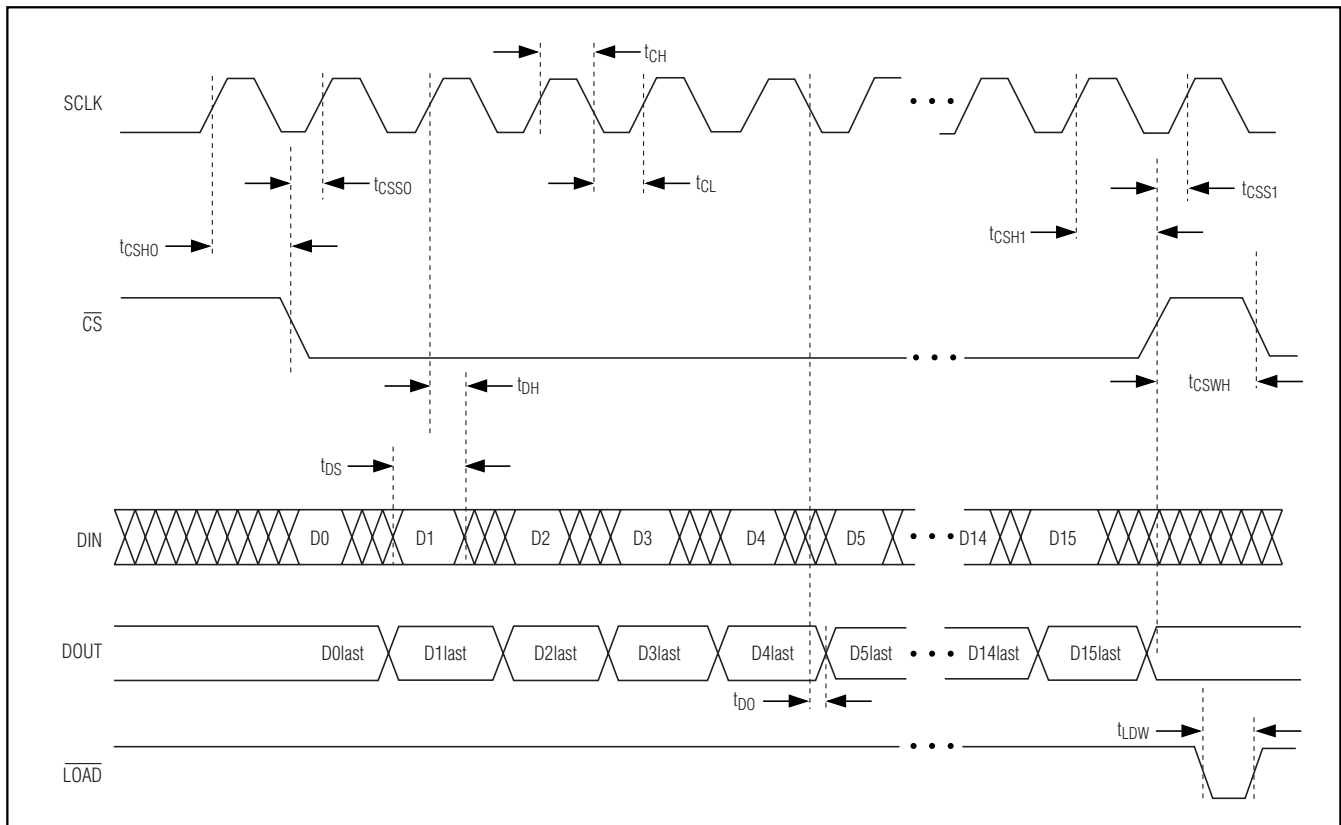 tCH
SCLK
tCSS0
tCL
tCSS1
tCSH0
tCSH1
CS
tDH
tCSWH
tDS
DIN D0 D1 D2 D3 D4 D5 ••• D14 D15
DOUT D0last D1last D2last D3last D4last D5last ••• D14last D15last
tDO
tLDW
LOAD